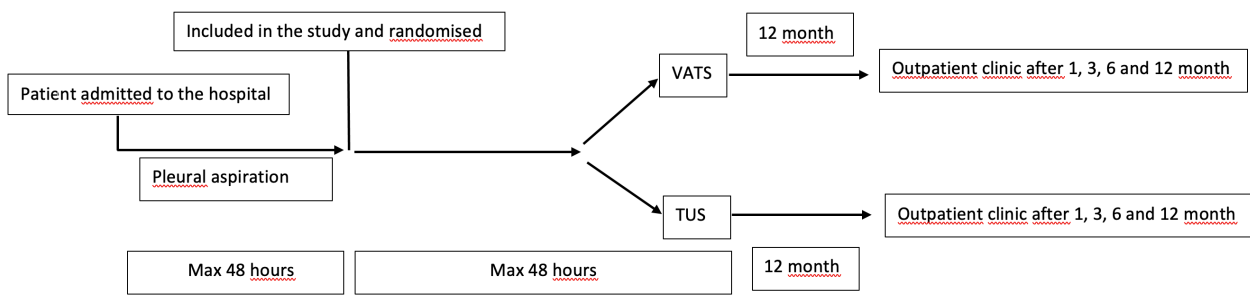 Included in the study and randomised
12 month
VATS
Outpatient clinic after 1, 3, 6 and 12 month
Patient admitted to the hospital
Pleural aspiration
TUS
Outpatient clinic after 1, 3, 6 and 12 month
Max 48 hours
Max 48 hours
12 month